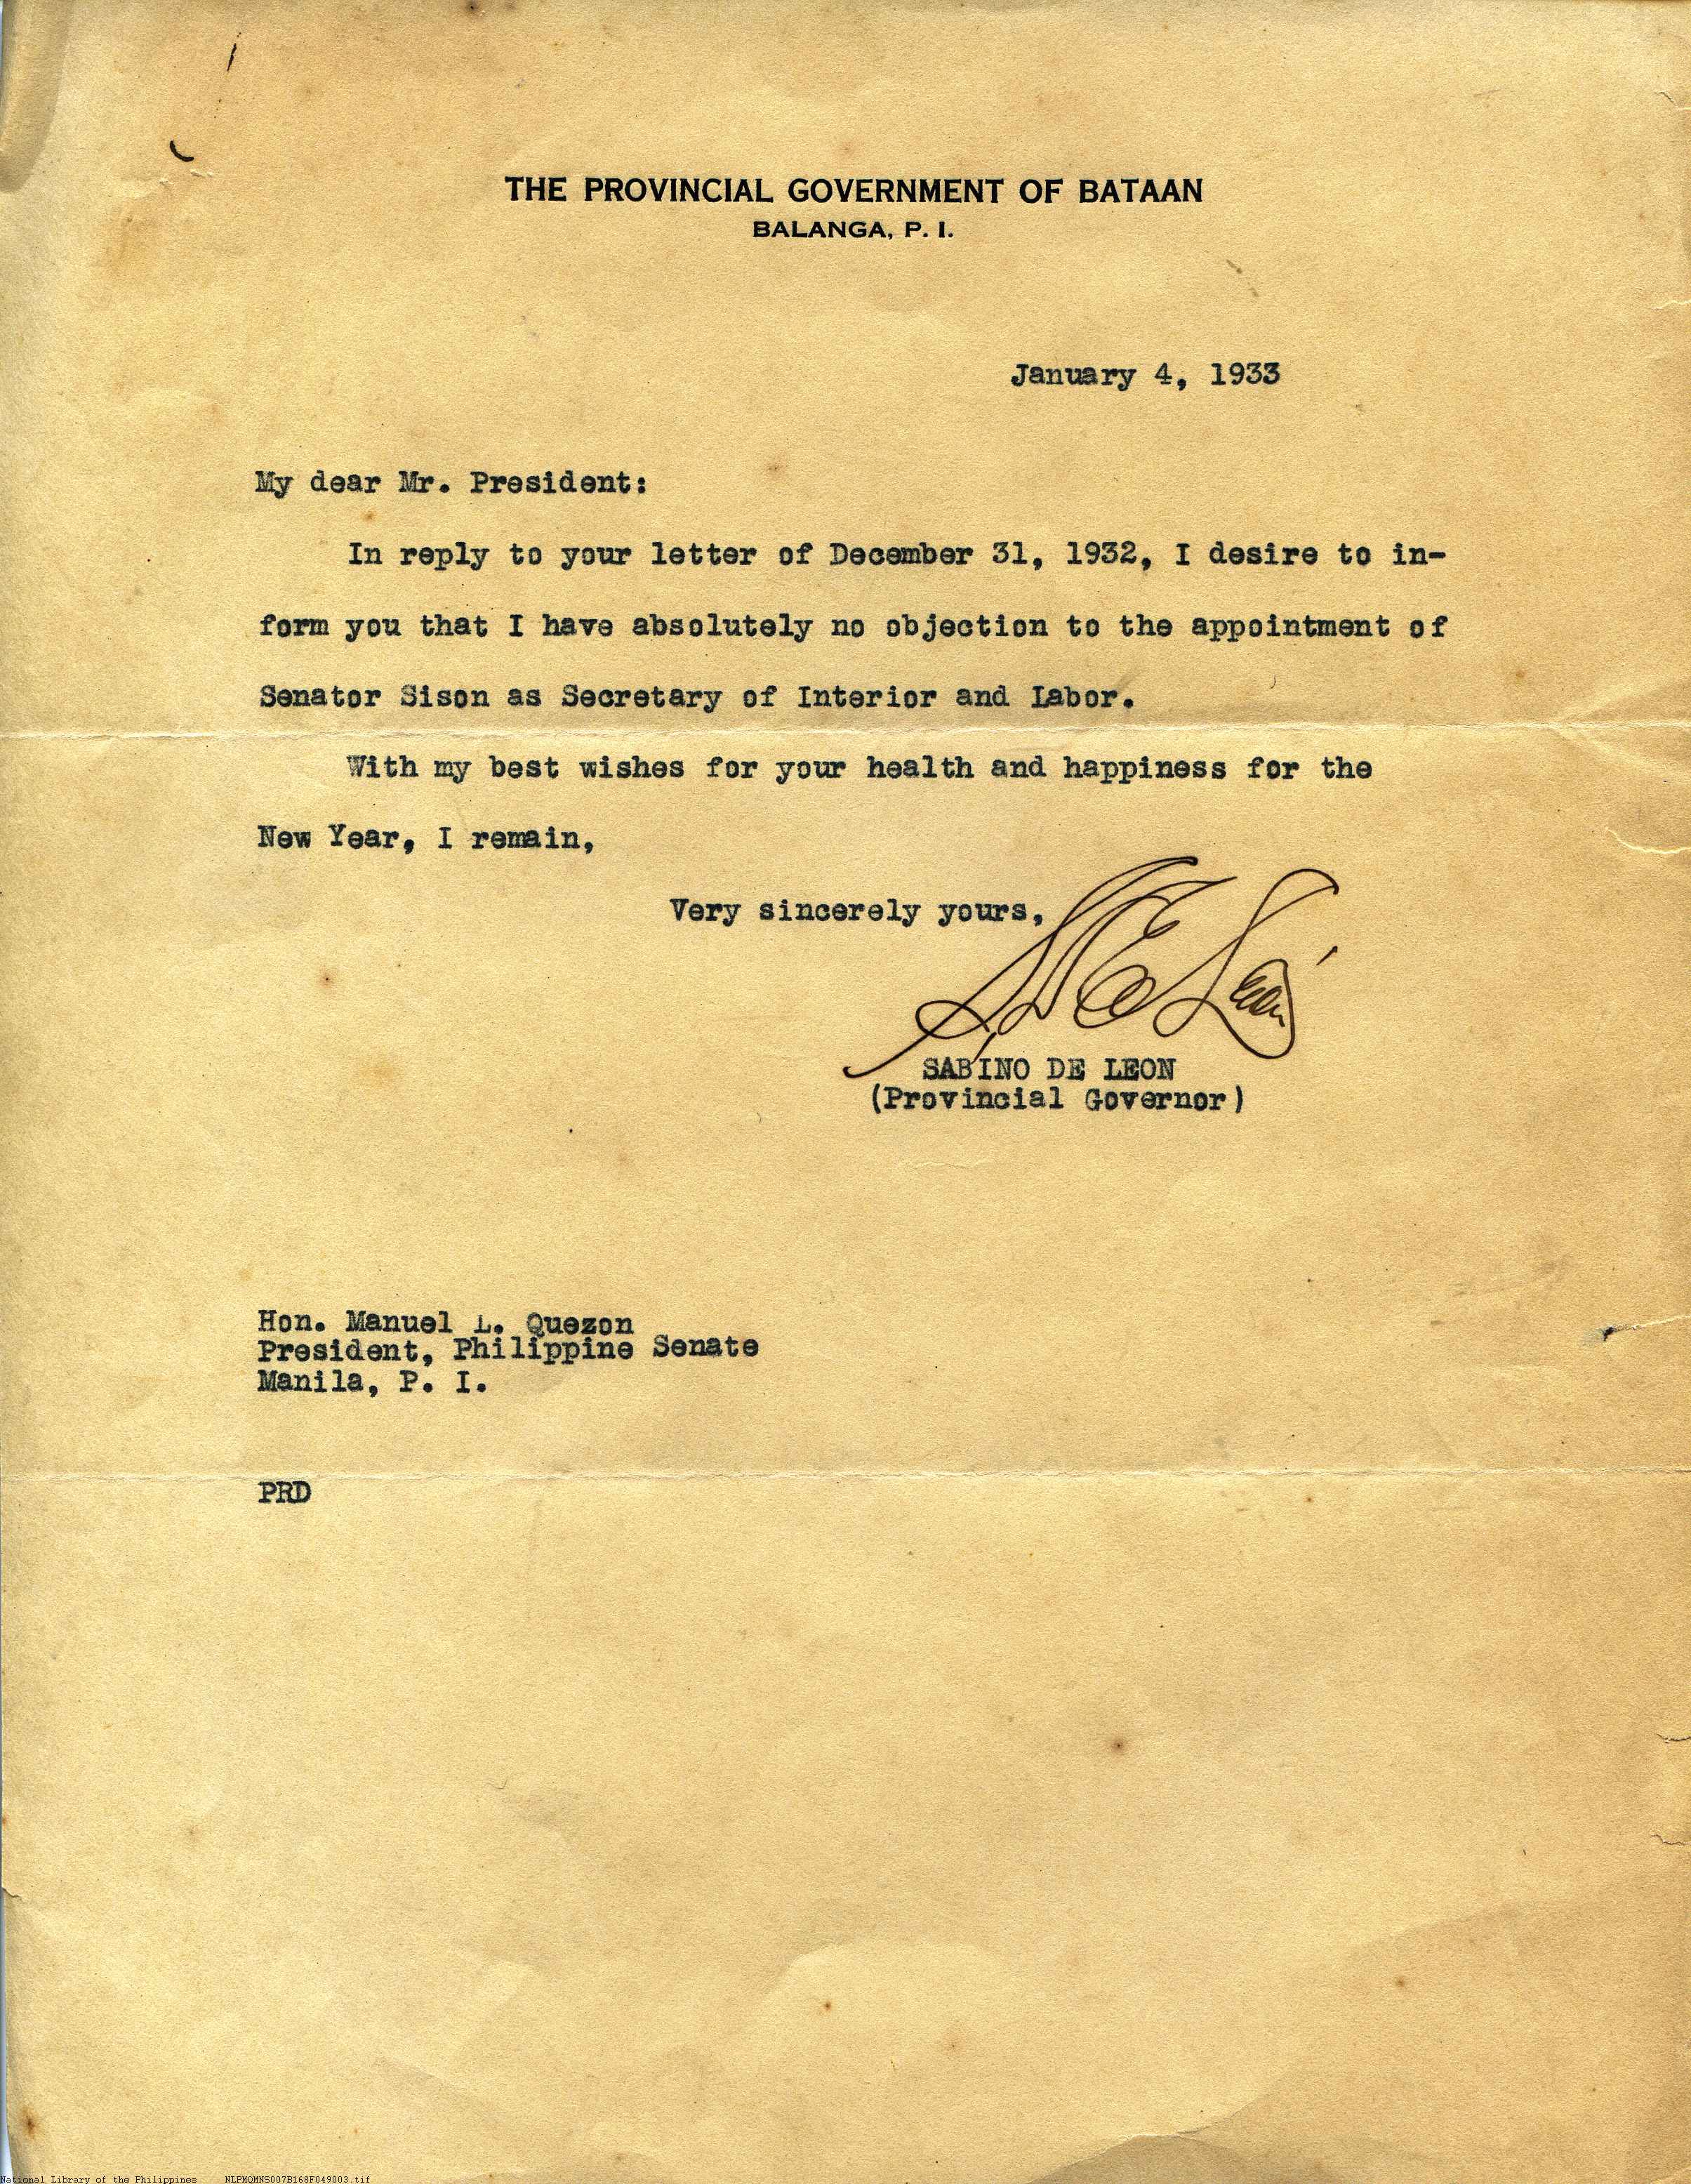 THE PROVINCIAL GOVERNMENT OF BATAAN
BALANGA, P. I.
January 4, 1933
My dear Mr. President:
In reply to your letter of December 31, 1932, I desire to in-
form you that I have absolutely no objection to the appointment of
Senator Sison as Secretary of Interior and Labor.
With my best wishes for your health and happiness for the
New Year, I remain,
Very sincerely yours,
S. de León
SABINO DE LEON
(Provincial Governor)
Hon. Manuel L. Quezon
President, Philippine Senate
Manila, P. I.
PRD
National Library of the Philippines NLPMQMNS007B168F049003.tif